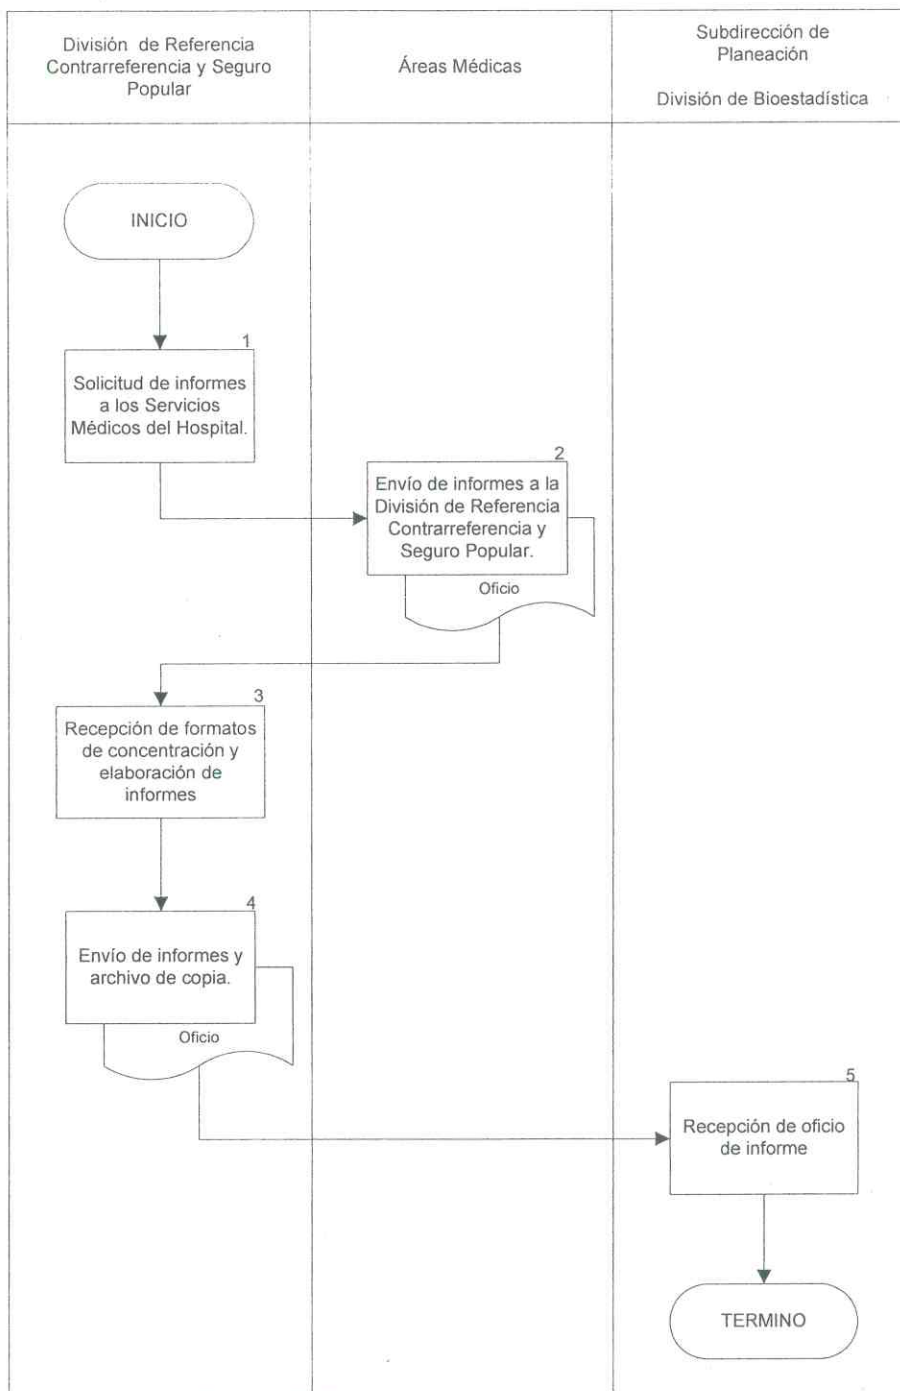 División de Referencia
Contrarreferencia y Seguro
Popular
Áreas Médicas
Subdirección de
Planeación
División de Bioestadística
INICIO
1
Solicitud de informes
a los Servicios
Médicos del Hospital.
2
Envío de informes a la
División de Referencia
Contrarreferencia y
Seguro Popular.
Oficio
3
Recepción de formatos
de concentración y
elaboración de
informes
4
Envío de informes y
archivo de copia.
Oficio
5
Recepción de oficio
de informe
TERMINO